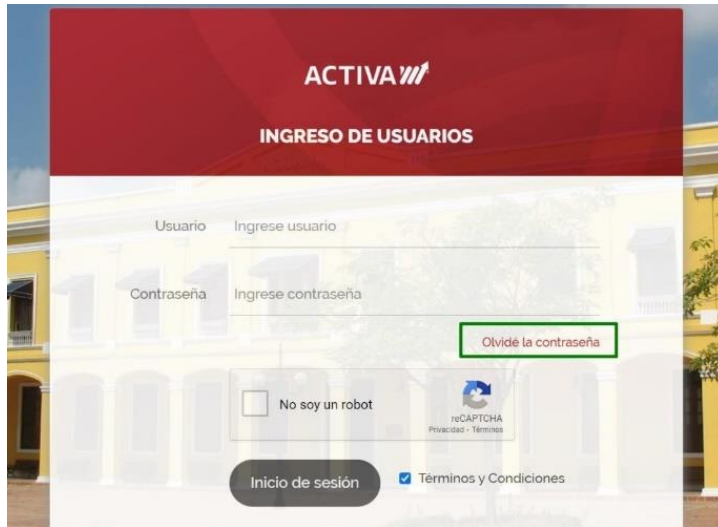 ACTIVA
INGRESO DE USUARIOS
Usuario Ingrese usuario
Contraseña Ingrese contraseña
Olvidé la contraseña
No soy un robot
reCAPTCHA
Privacidad - Términos
Inicio de sesión
Términos y Condiciones